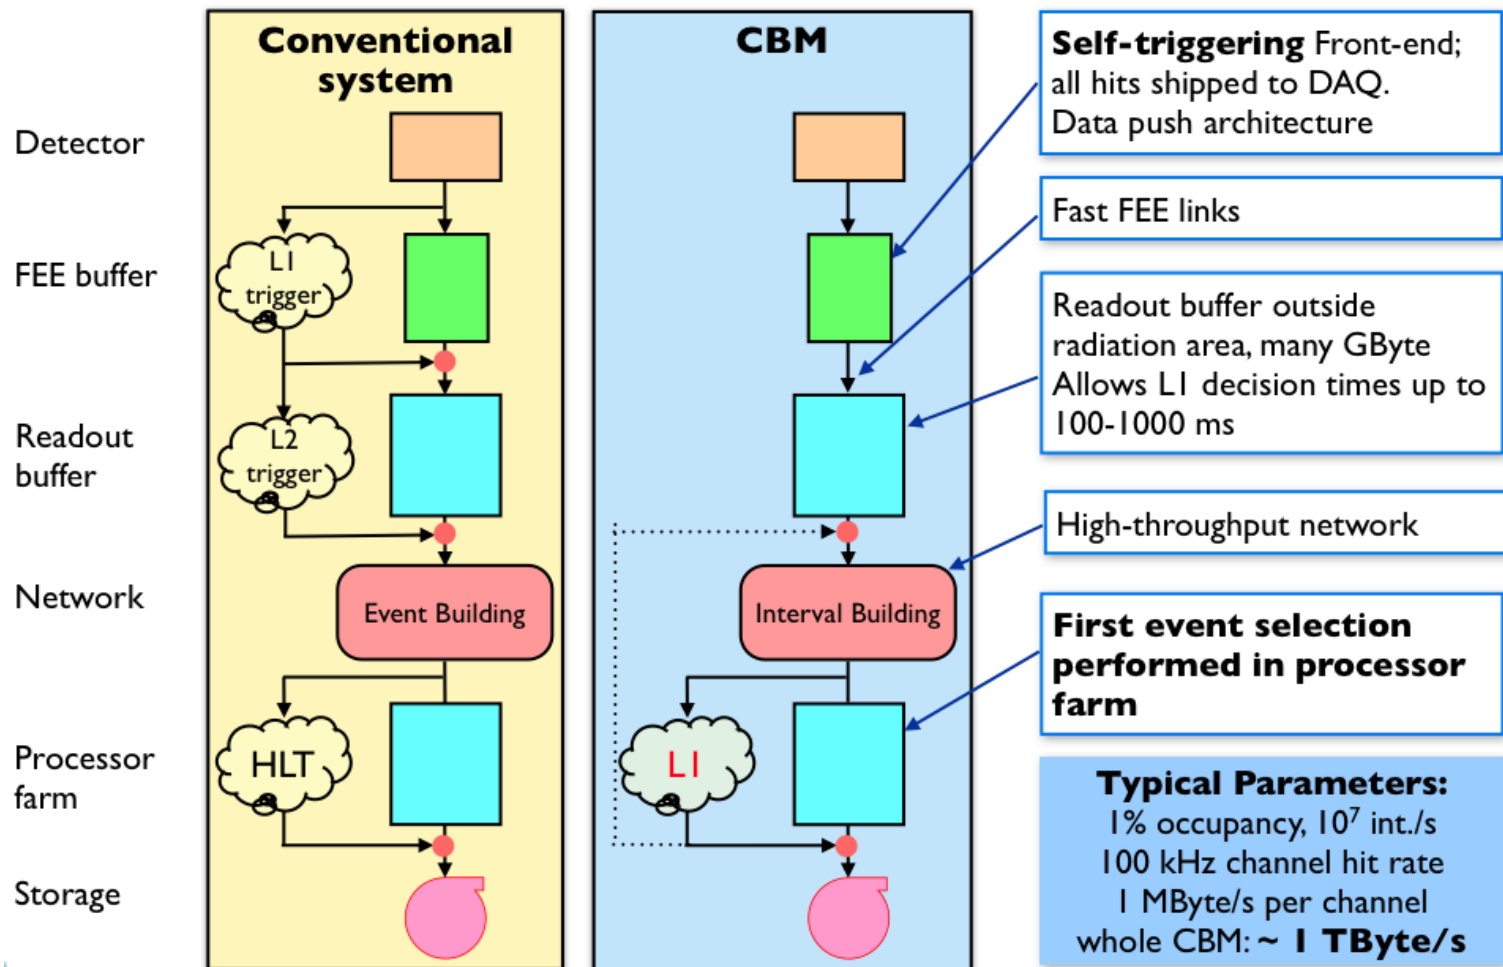 Conventional
system
CBM
Self-triggering Front-end;
all hits shipped to DAQ.
Data push architecture
Detector
Fast FEE links
L1
trigger
FEE buffer
Readout buffer outside
radiation area, many GByte
Allows L1 decision times up to
100-1000 ms
L2
trigger
Readout
buffer
High-throughput network
Network
Event Building
Interval Building
First event selection
performed in processor
farm
Processor
farm
HLT
L1
Typical Parameters:
1% occupancy, 10⁷ int./s
100 kHz channel hit rate
1 MByte/s per channel
whole CBM: ~ 1 TByte/s
Storage